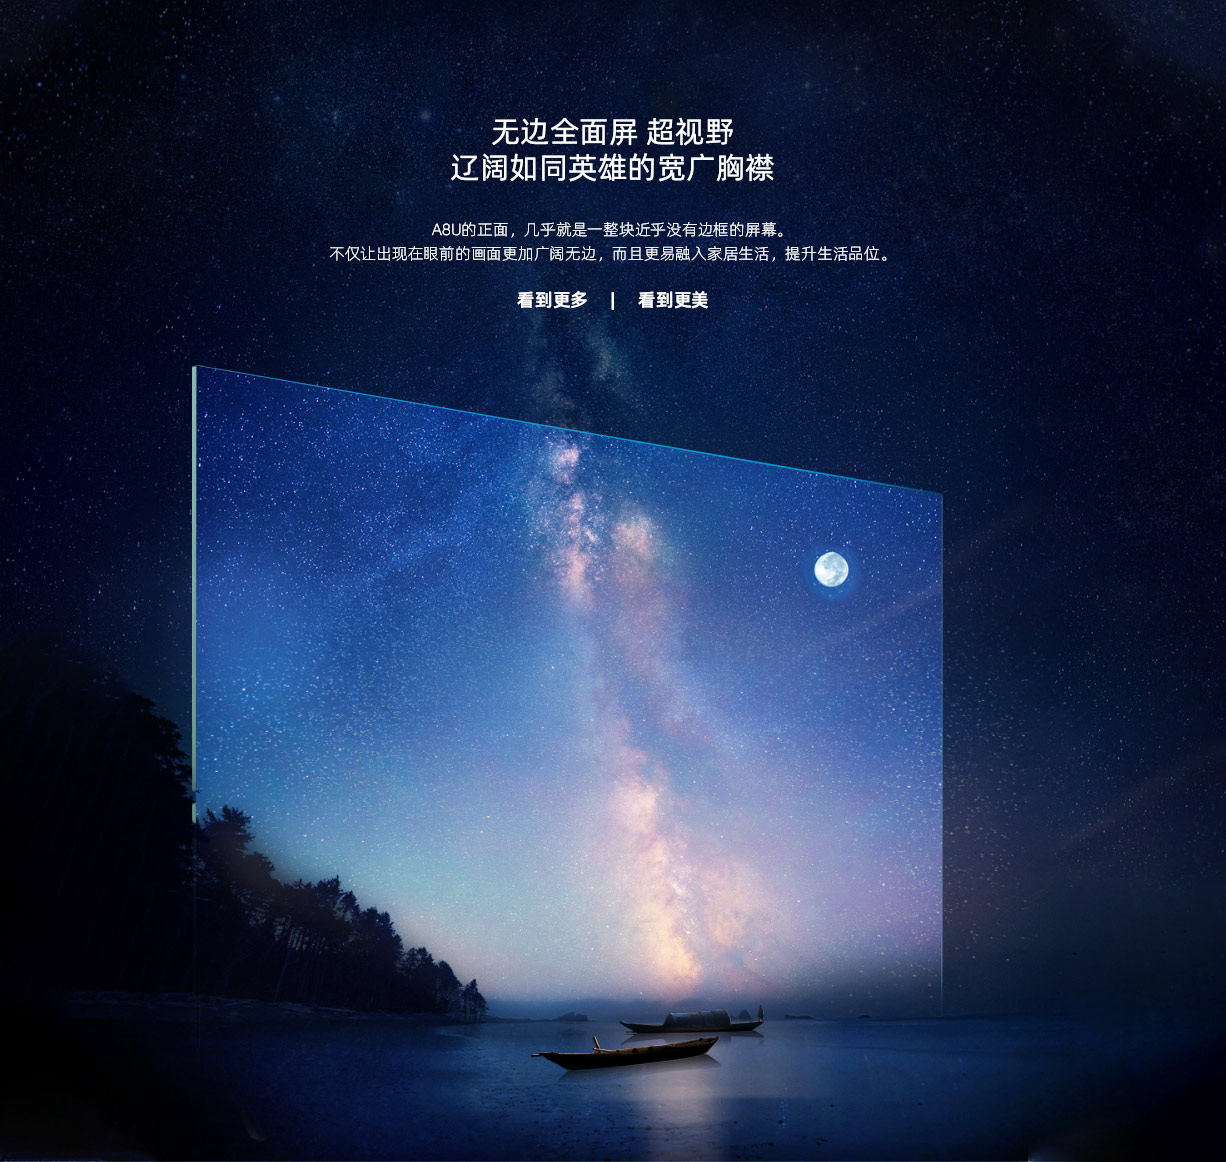 无边全面屏 超视野
辽阔如同英雄的宽广胸襟
A8U的正面，几乎就是一整块近乎没有边框的屏幕。
不仅让出现在眼前的画面更加广阔无边，而且更易融入家居生活，提升生活品位。
看到更多 | 看到更美